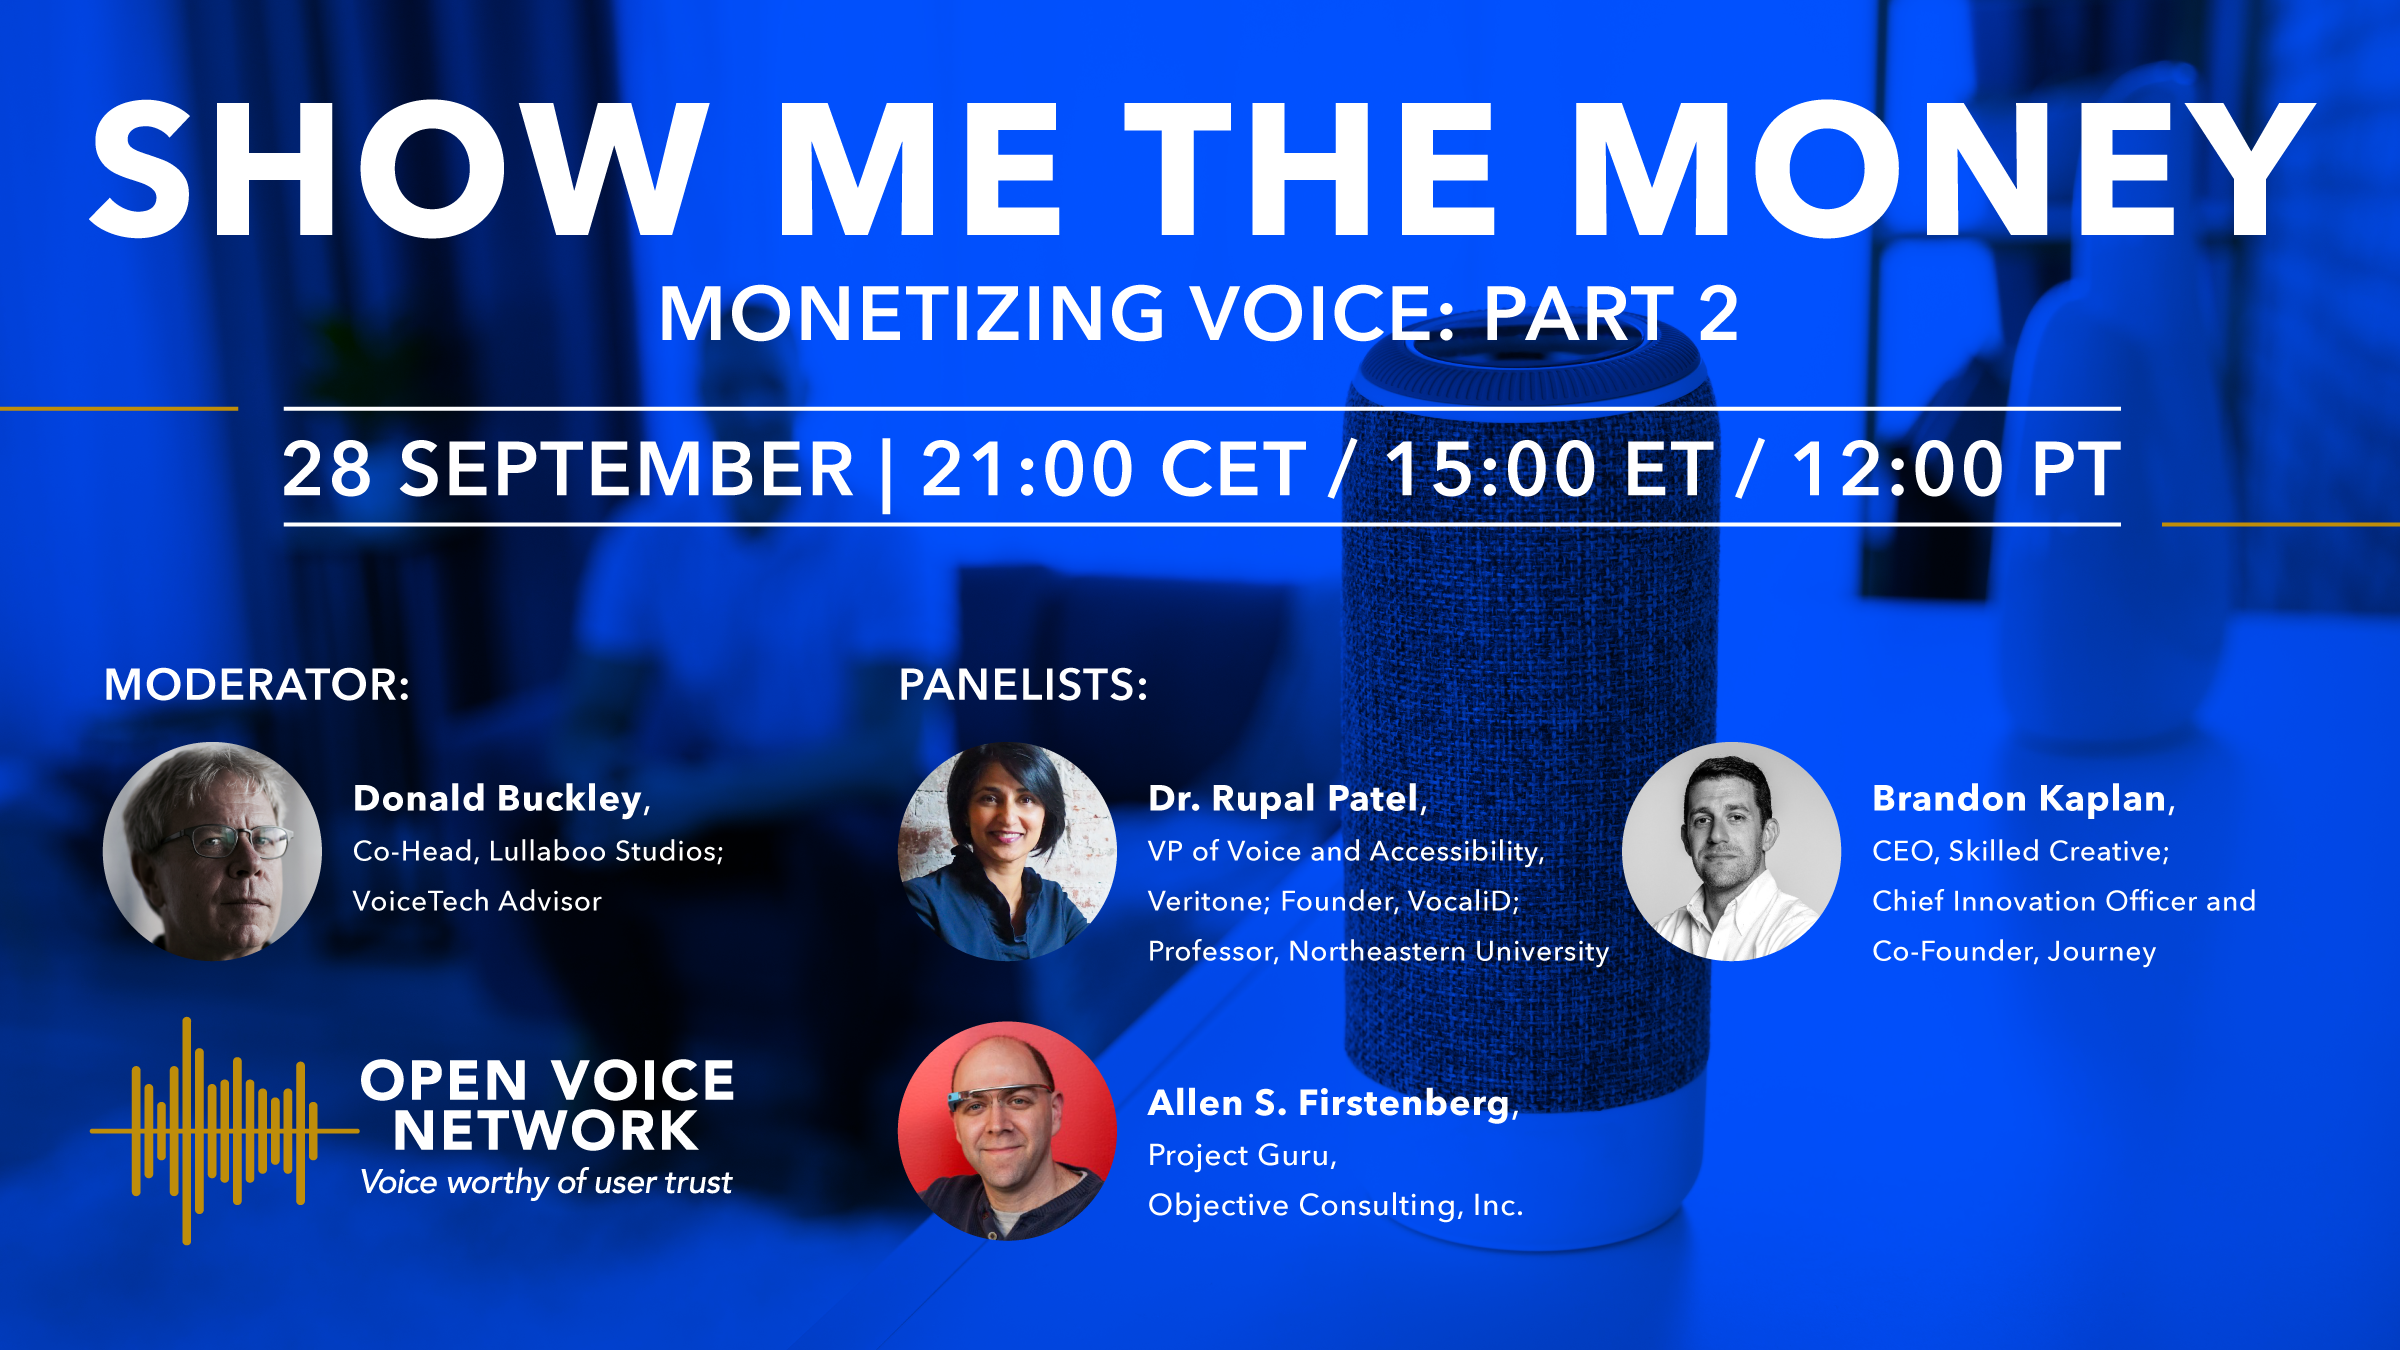 SHOW ME THE MONEY
MONETIZING VOICE: PART 2
28 SEPTEMBER | 21:00 CET / 15:00 ET / 12:00 PT
MODERATOR:
Donald Buckley,
Co-Head, Lullaboo Studios;
VoiceTech Advisor
PANELISTS:
Dr. Rupal Patel,
VP of Voice and Accessibility,
Veritone; Founder, VocaliD;
Professor, Northeastern University
Brandon Kaplan,
CEO, Skilled Creative;
Chief Innovation Officer and
Co-Founder, Journey
Allen S. Firstenberg,
Project Guru,
Objective Consulting, Inc.
OPEN VOICE
NETWORK
Voice worthy of user trust